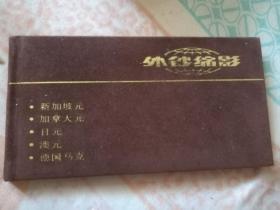 外钞缩影
• 新加坡元
• 加拿大元
• 日元
• 澳元
• 德国马克